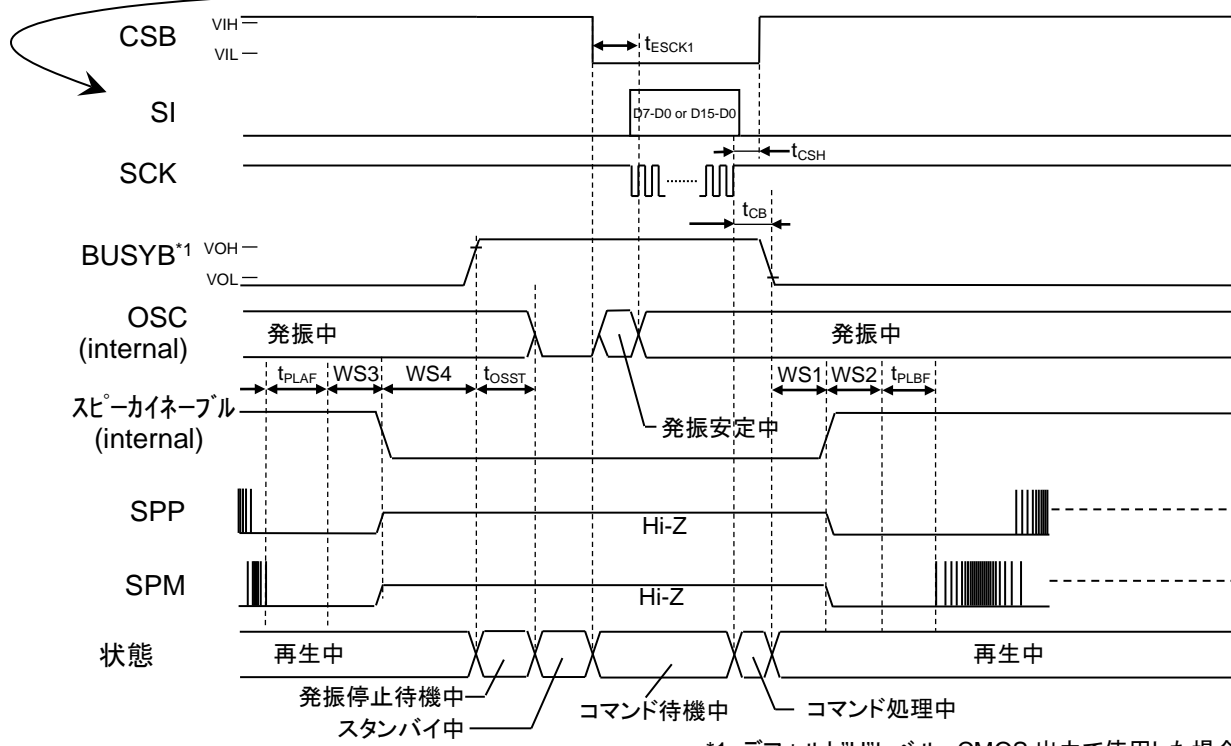 CSB VIH VIL tESCK1
SI D7-D0 or D15-D0
tCSH
SCK
tCB
BUSYB*1 VOH VOL
OSC
(internal)
発振中 発振中
tPLAF WS3 WS4 tOSST WS1 WS2 tPLBF
スピーカイネーブル
(internal)
発振安定中
SPP Hi-Z
SPM Hi-Z
状態 再生中 再生中
発振停止待機中
スタンバイ中
コマンド待機中
コマンド処理中